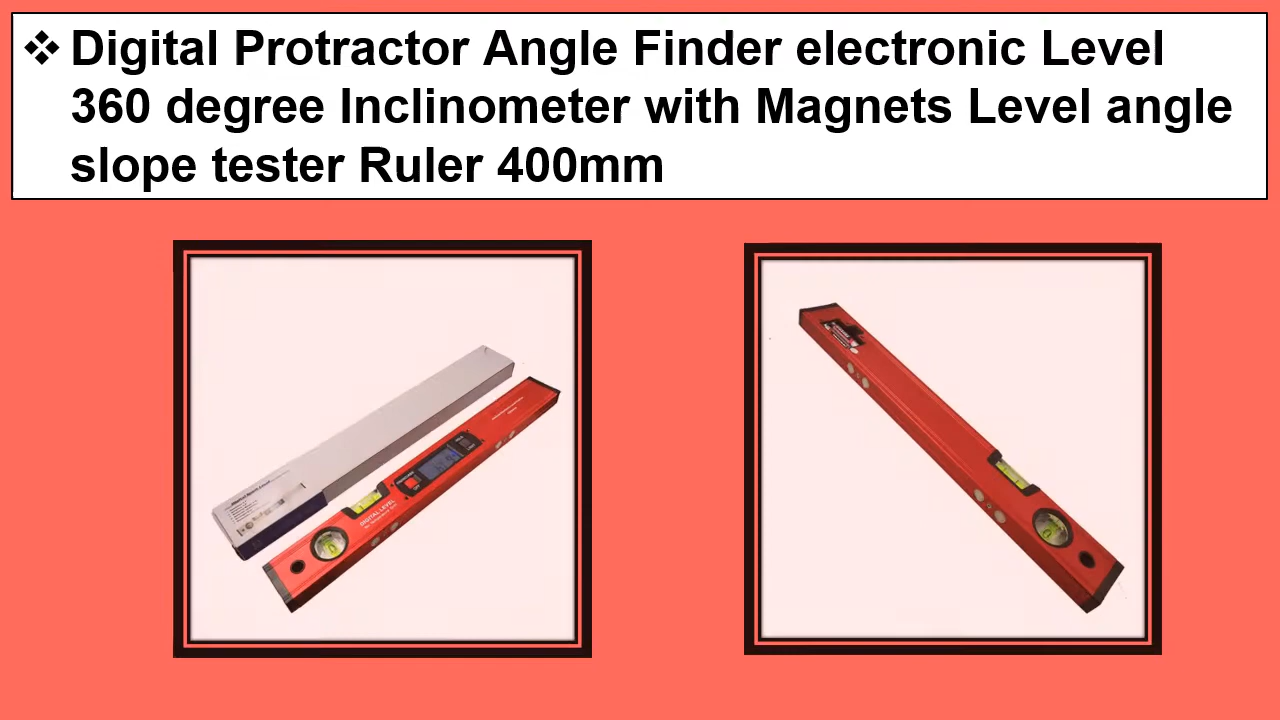 ❖ Digital Protractor Angle Finder electronic Level
360 degree Inclinometer with Magnets Level angle
slope tester Ruler 400mm
DIGITAL LEVEL